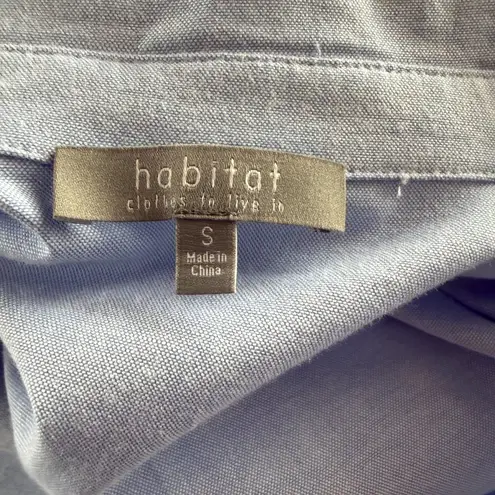 habitat
clothes to live in
S
Made in
China